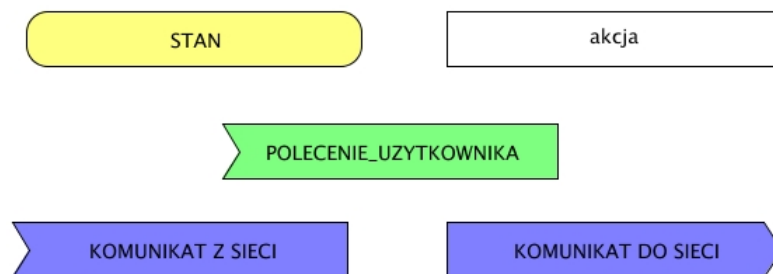 STAN
akcja
POLECENIE_UZYTKOWNIKA
KOMUNIKAT Z SIECI
KOMUNIKAT DO SIECI